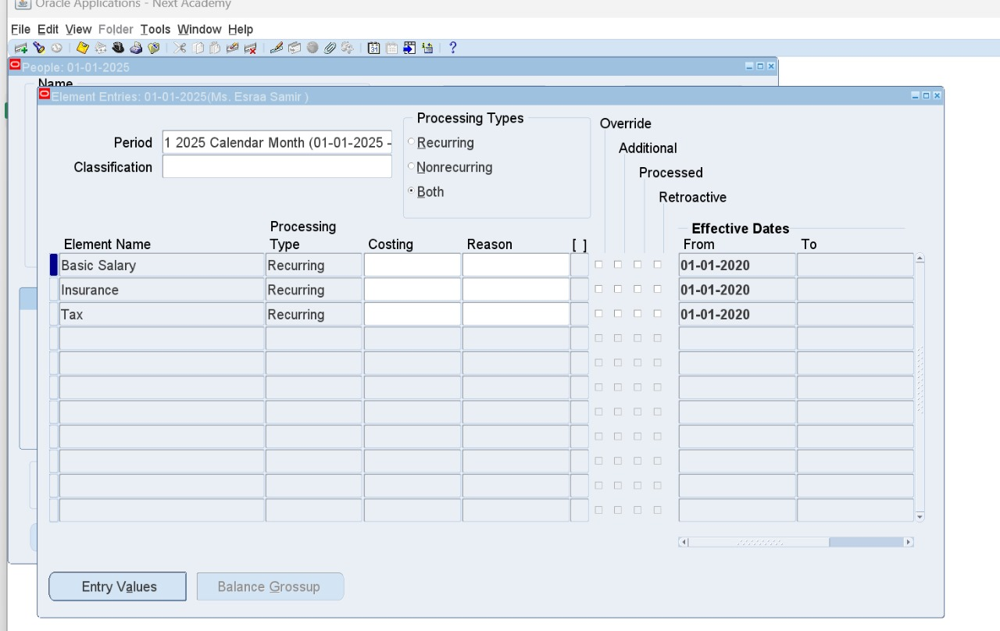 Oracle Applications - Next Academy
File Edit View Folder Tools Window Help
People: 01-01-2025
Name
Element Entries: 01-01-2025(Ms. Esraa Samir )
Period 1 2025 Calendar Month (01-01-2025 -
Classification
Processing Types
Recurring
Nonrecurring
Both
Override
Additional
Processed
Retroactive
Effective Dates
Element Name Processing Type Costing Reason [ ] From To
Basic Salary Recurring 01-01-2020
Insurance Recurring 01-01-2020
Tax Recurring 01-01-2020
Entry Values Balance Grossup